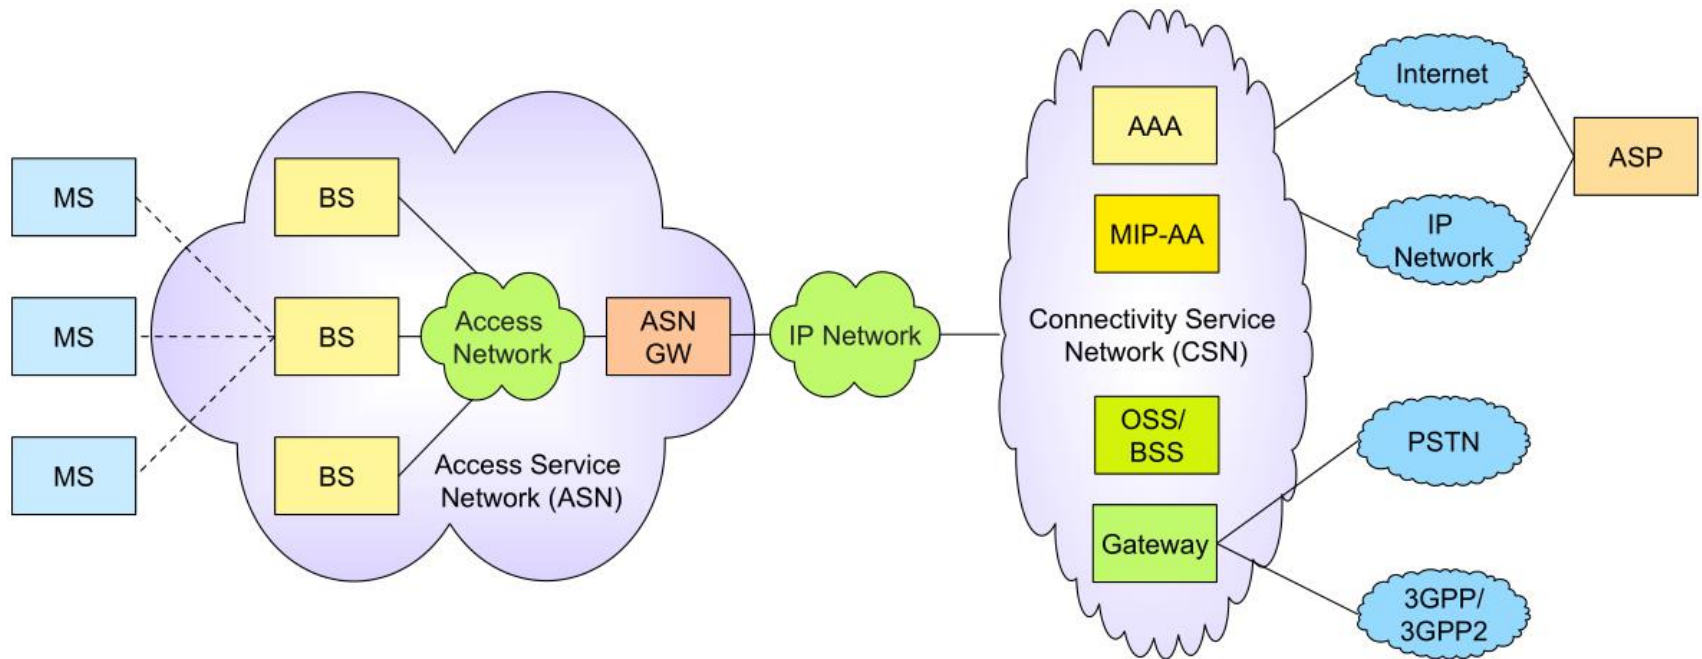 MS
MS
MS
BS
BS
BS
Access
Network
ASN
GW
Access Service
Network (ASN)
IP Network
AAA
MIP-AA
Connectivity Service
Network (CSN)
OSS/
BSS
Gateway
Internet
IP
Network
PSTN
3GPP/
3GPP2
ASP